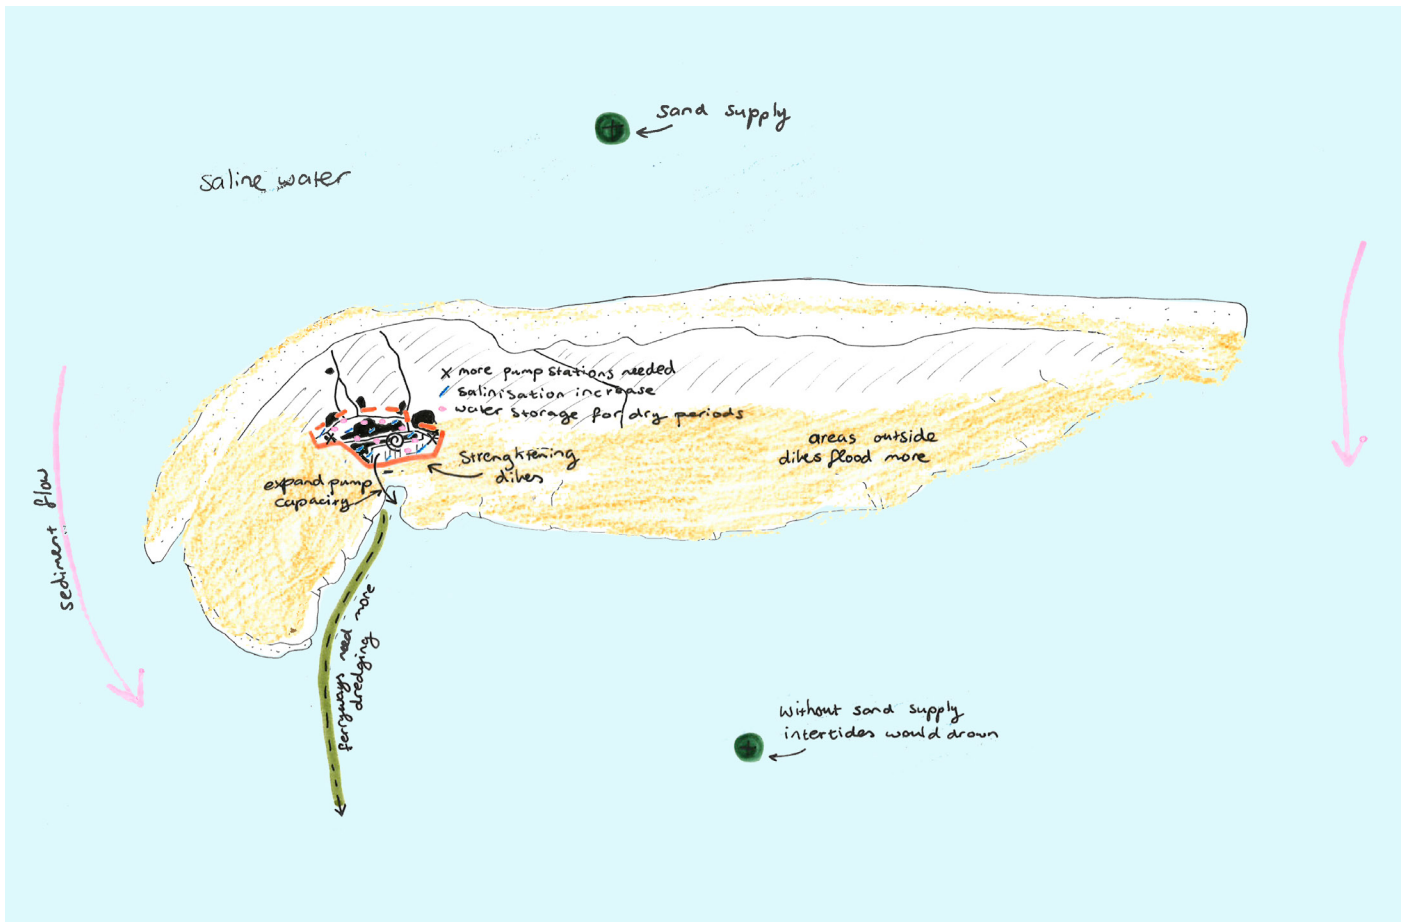 sand supply
saline water
x more pump stations needed
salinisation increase
water storage for dry periods
areas outside
dikes flood more
strenghtening
dikes
expand pump
capacity
sediment flow
ferryways need more
dredging
without sand supply
intertides would drown